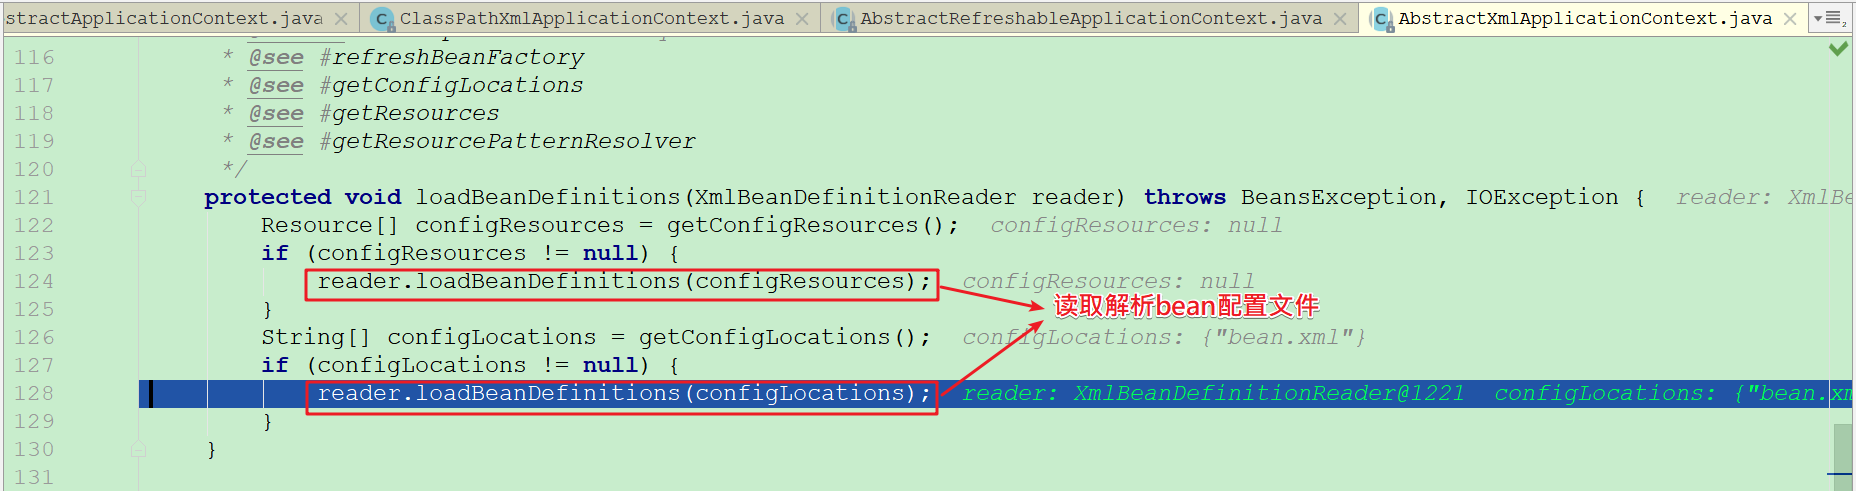 stractApplicationContext.java ClassPathXmlApplicationContext.java AbstractRefreshableApplicationContext.java AbstractXmlApplicationContext.java
116 * @see #refreshBeanFactory
117 * @see #getConfigLocations
118 * @see #getResources
119 * @see #getResourcePatternResolver
120 */
121 protected void loadBeanDefinitions(XmlBeanDefinitionReader reader) throws BeansException, IOException { reader: XmlBe
122 Resource[] configResources = getConfigResources(); configResources: null
123 if (configResources != null) {
124 reader.loadBeanDefinitions(configResources); configResources: null
125 }
读取解析bean配置文件
126 String[] configLocations = getConfigLocations(); configLocations: {"bean.xml"}
127 if (configLocations != null) {
128 reader.loadBeanDefinitions(configLocations); reader: XmlBeanDefinitionReader@1221 configLocations: {"bean.xm
129 }
130 }
131